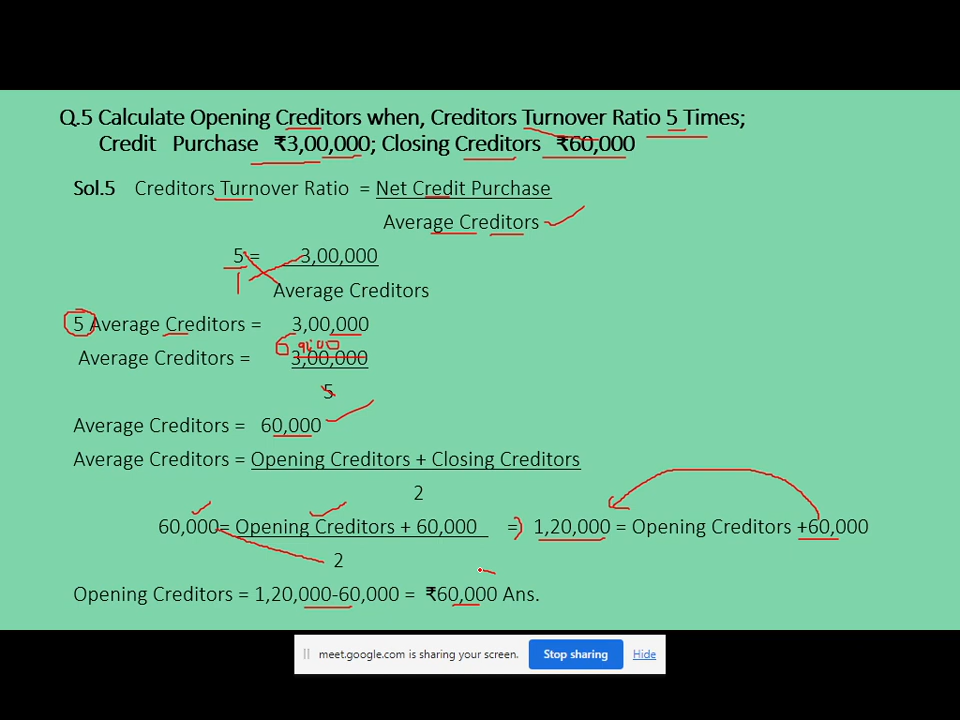 Q.5 Calculate Opening Creditors when, Creditors Turnover Ratio 5 Times;
Credit Purchase ₹3,00,000; Closing Creditors ₹60,000
Sol.5 Creditors Turnover Ratio = Net Credit Purchase
Average Creditors
5 = 3,00,000
1
Average Creditors
5 Average Creditors = 3,00,000
Average Creditors = 3,00,000
5
Average Creditors = 60,000
Average Creditors = Opening Creditors + Closing Creditors
2
60,000= Opening Creditors + 60,000 = 1,20,000 = Opening Creditors +60,000
2
Opening Creditors = 1,20,000-60,000 = ₹60,000 Ans.
meet.google.com is sharing your screen. Stop sharing Hide